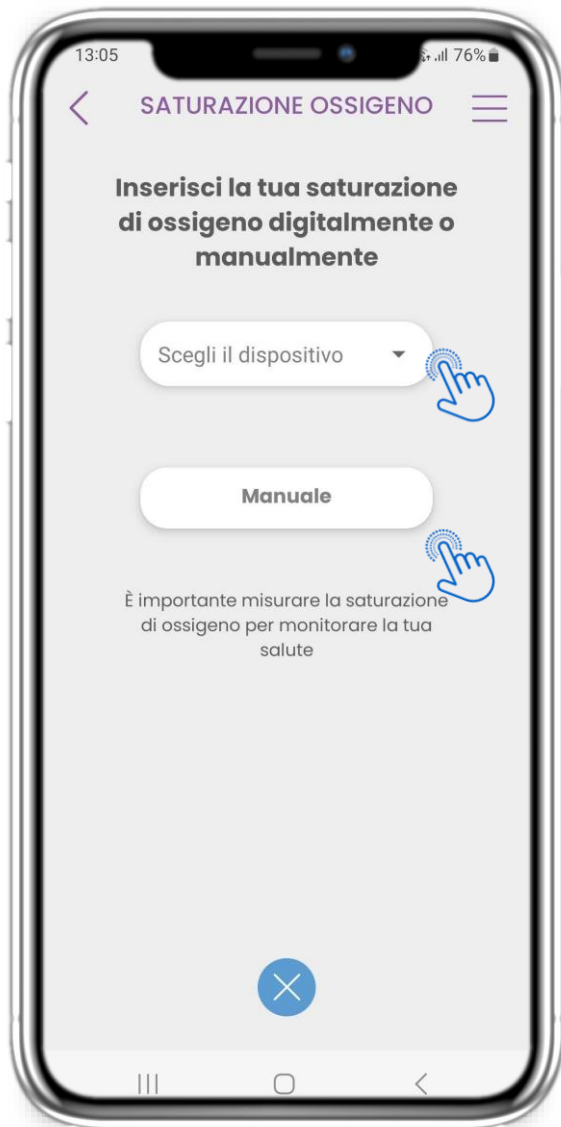 13:05 76%
SATURAZIONE OSSIGENO
Inserisci la tua saturazione
di ossigeno digitalmente o
manualmente
Scegli il dispositivo
Manuale
È importante misurare la saturazione
di ossigeno per monitorare la tua
salute